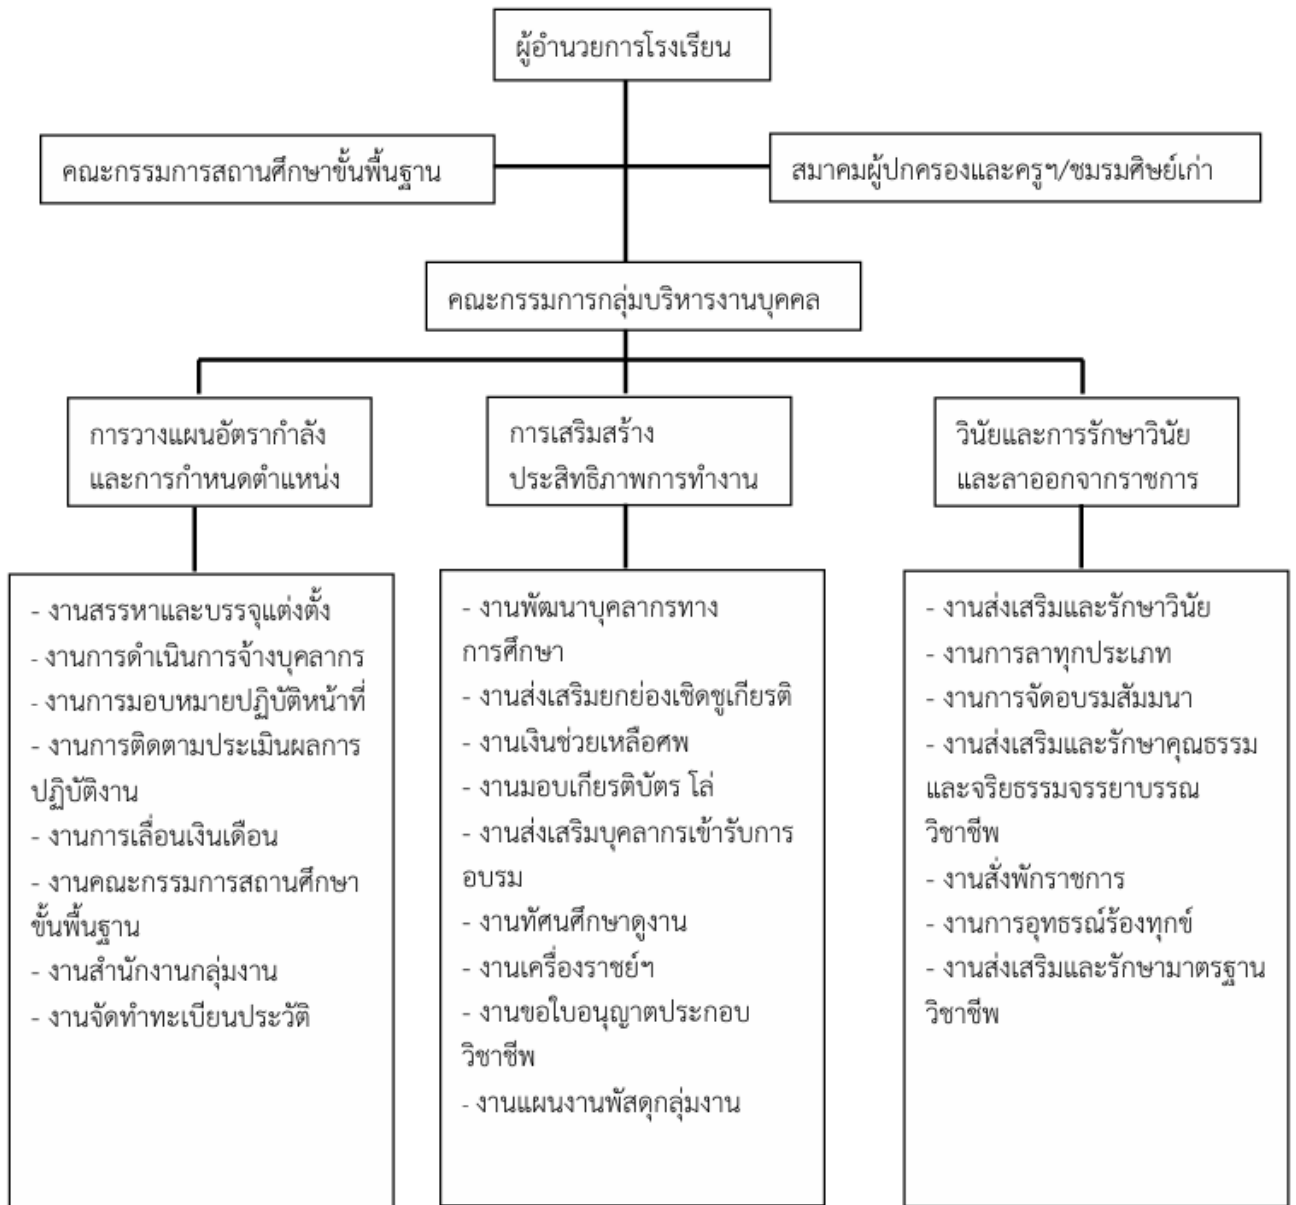 ผู้อำนวยการโรงเรียน
คณะกรรมการสถานศึกษาขั้นพื้นฐาน
สมาคมผู้ปกครองและครูฯ/ชมรมศิษย์เก่า
คณะกรรมการกลุ่มบริหารงานบุคคล
การวางแผนอัตรากำลัง
และการกำหนดตำแหน่ง
การเสริมสร้าง
ประสิทธิภาพการทำงาน
วินัยและการรักษาวินัย
และลาออกจากราชการ
- งานสรรหาและบรรจุแต่งตั้ง
- งานการดำเนินการจ้างบุคลากร
- งานการมอบหมายปฏิบัติหน้าที่
- งานการติดตามประเมินผลการ
ปฏิบัติงาน
- งานการเลื่อนเงินเดือน
- งานคณะกรรมการสถานศึกษา
ขั้นพื้นฐาน
- งานสำนักงานกลุ่มงาน
- งานจัดทำทะเบียนประวัติ
- งานพัฒนาบุคลากรทาง
การศึกษา
- งานส่งเสริมยกย่องเชิดชูเกียรติ
- งานเงินช่วยเหลือศพ
- งานมอบเกียรติบัตร โล่
- งานส่งเสริมบุคลากรเข้ารับการ
อบรม
- งานทัศนศึกษาดูงาน
- งานเครื่องราชย์ฯ
- งานขอใบอนุญาตประกอบ
วิชาชีพ
- งานแผนงานพัสดุกลุ่มงาน
- งานส่งเสริมและรักษาวินัย
- งานการลาทุกประเภท
- งานการจัดอบรมสัมมนา
- งานส่งเสริมและรักษาคุณธรรม
และจริยธรรมจรรยาบรรณ
วิชาชีพ
- งานสั่งพักราชการ
- งานการอุทธรณ์ร้องทุกข์
- งานส่งเสริมและรักษามาตรฐาน
วิชาชีพ